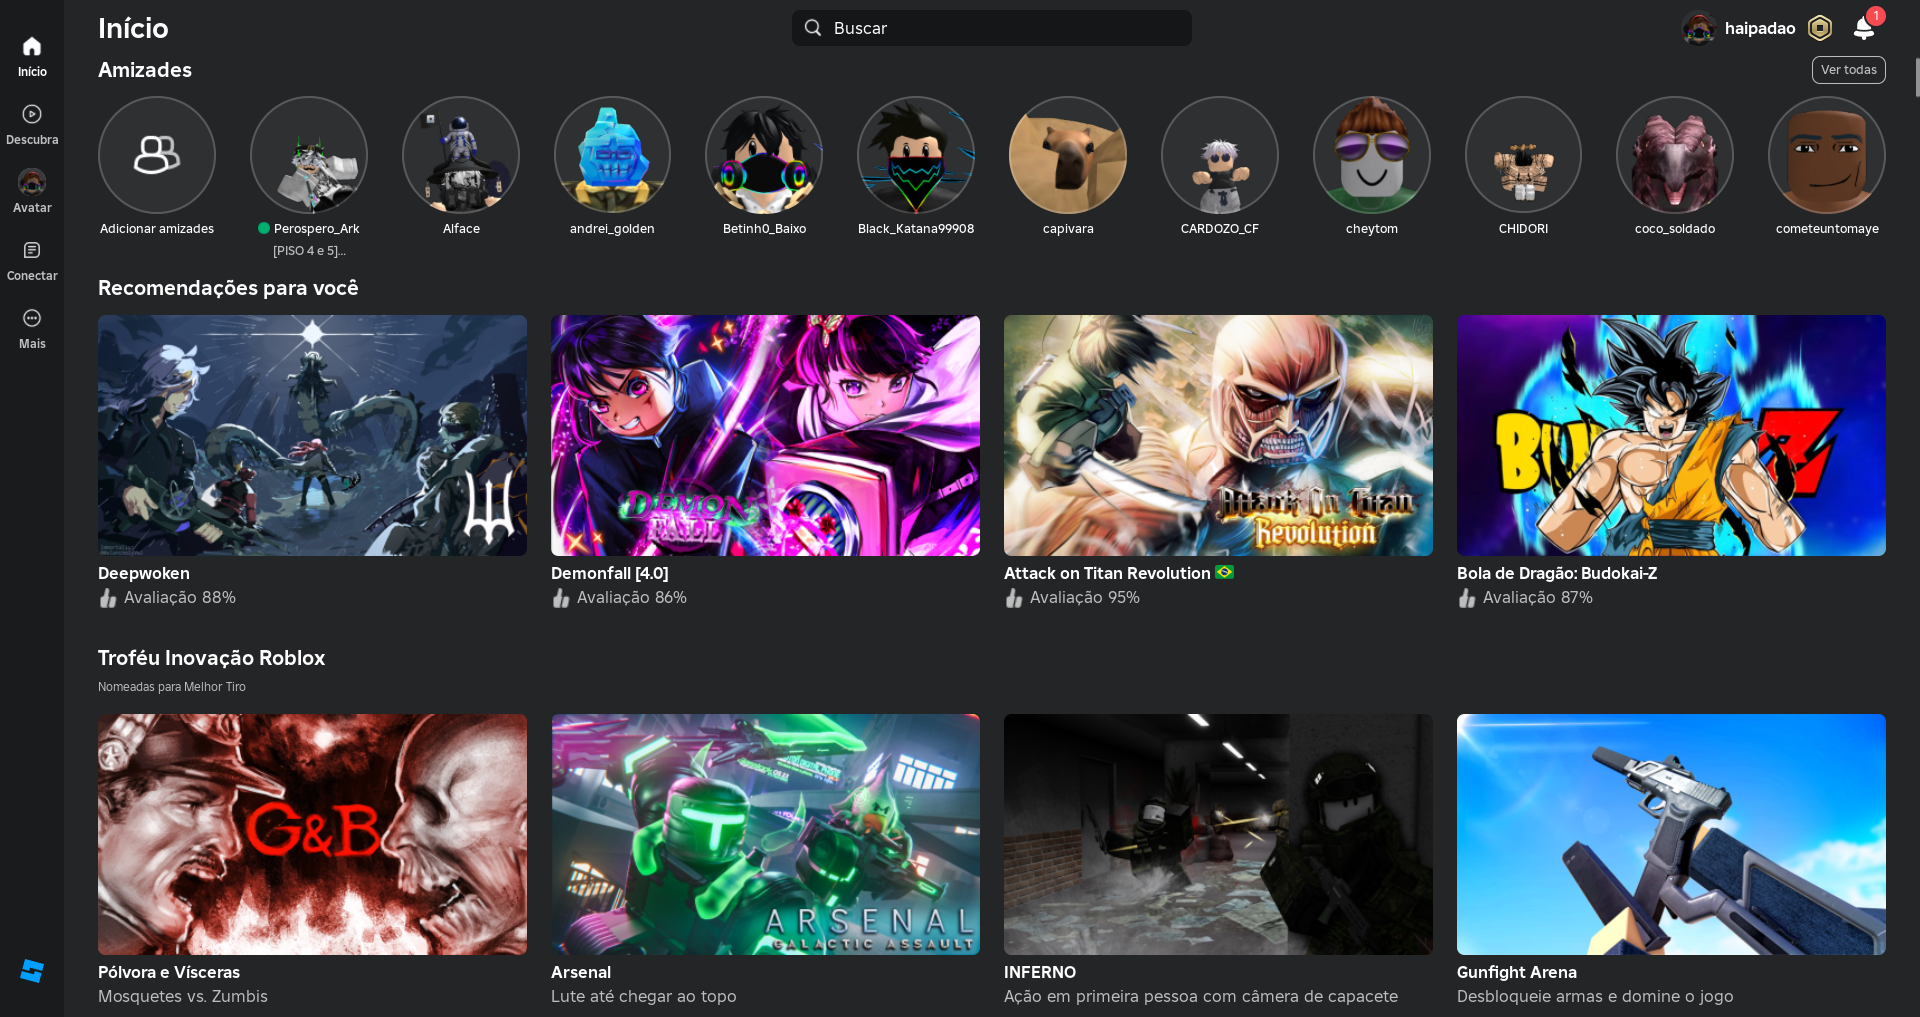 Início
Buscar
haipadao
1
Início
Descubra
Avatar
Conectar
Mais
Amizades
Ver todas
Adicionar amizades
Perospero_Ark
[PISO 4 e 5]...
Alface
andrei_golden
Betinh0_Baixo
Black_Katana99908
capivara
CARDOZO_CF
cheytom
CHIDORI
coco_soldado
cometeuntomaye
Recomendações para você
DEMON
FALL
Attack On Titan
Revolution
BU
Z
Deepwoken
Avaliação 88%
Demonfall [4.0]
Avaliação 86%
Attack on Titan Revolution
Avaliação 95%
Bola de Dragão: Budokai-Z
Avaliação 87%
Troféu Inovação Roblox
Nomeadas para Melhor Tiro
G&B
ARSENAL
GALACTIC ASSAULT
Pólvora e Vísceras
Mosquetes vs. Zumbis
Arsenal
Lute até chegar ao topo
INFERNO
Ação em primeira pessoa com câmera de capacete
Gunfight Arena
Desbloqueie armas e domine o jogo